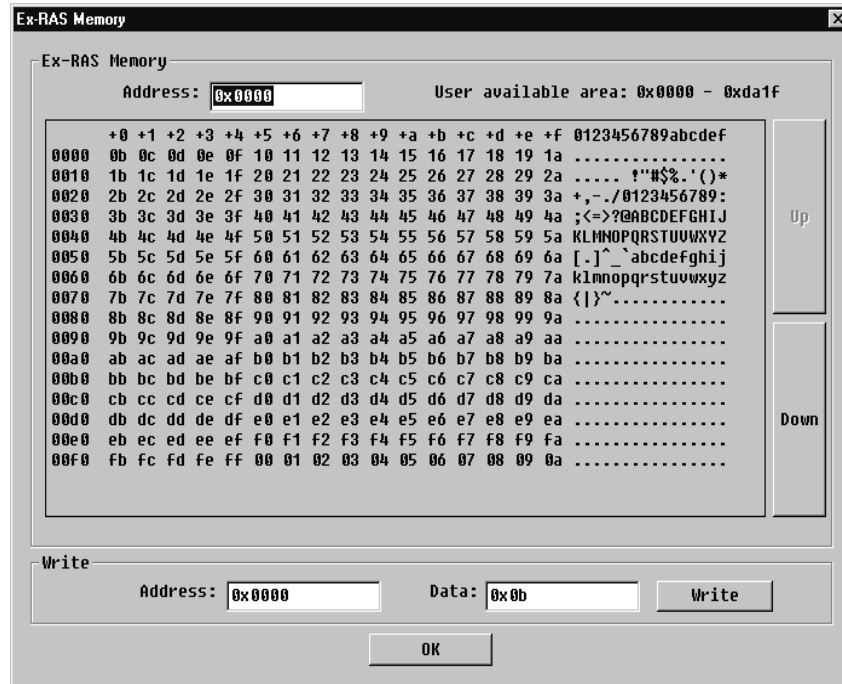 Ex-RAS Memory
Ex-RAS Memory
Address: 0x0000 User available area: 0x0000 - 0xda1f
+0 +1 +2 +3 +4 +5 +6 +7 +8 +9 +a +b +c +d +e +f 0123456789abcdef
0000 0b 0c 0d 0e 0f 10 11 12 13 14 15 16 17 18 19 1a ................
0010 1b 1c 1d 1e 1f 20 21 22 23 24 25 26 27 28 29 2a ..... !"#$%.'()*
0020 2b 2c 2d 2e 2f 30 31 32 33 34 35 36 37 38 39 3a +,-./0123456789:
0030 3b 3c 3d 3e 3f 40 41 42 43 44 45 46 47 48 49 4a ;<=>?@ABCDEFGHIJ
0040 4b 4c 4d 4e 4f 50 51 52 53 54 55 56 57 58 59 5a KLMNOPQRSTUVWXYZ
0050 5b 5c 5d 5e 5f 60 61 62 63 64 65 66 67 68 69 6a [.]^_`abcdefghij
0060 6b 6c 6d 6e 6f 70 71 72 73 74 75 76 77 78 79 7a klmnopqrstuvwxyz
0070 7b 7c 7d 7e 7f 80 81 82 83 84 85 86 87 88 89 8a {|}~............
0080 8b 8c 8d 8e 8f 90 91 92 93 94 95 96 97 98 99 9a ................
0090 9b 9c 9d 9e 9f a0 a1 a2 a3 a4 a5 a6 a7 a8 a9 aa ................
00a0 ab ac ad ae af b0 b1 b2 b3 b4 b5 b6 b7 b8 b9 ba ................
00b0 bb bc bd be bf c0 c1 c2 c3 c4 c5 c6 c7 c8 c9 ca ................
00c0 cb cc cd ce cf d0 d1 d2 d3 d4 d5 d6 d7 d8 d9 da ................
00d0 db dc dd de df e0 e1 e2 e3 e4 e5 e6 e7 e8 e9 ea ................
00e0 eb ec ed ee ef f0 f1 f2 f3 f4 f5 f6 f7 f8 f9 fa ................
00f0 fb fc fd fe ff 00 01 02 03 04 05 06 07 08 09 0a ................
Up
Down
Write
Address: 0x0000 Data: 0x0b Write
OK